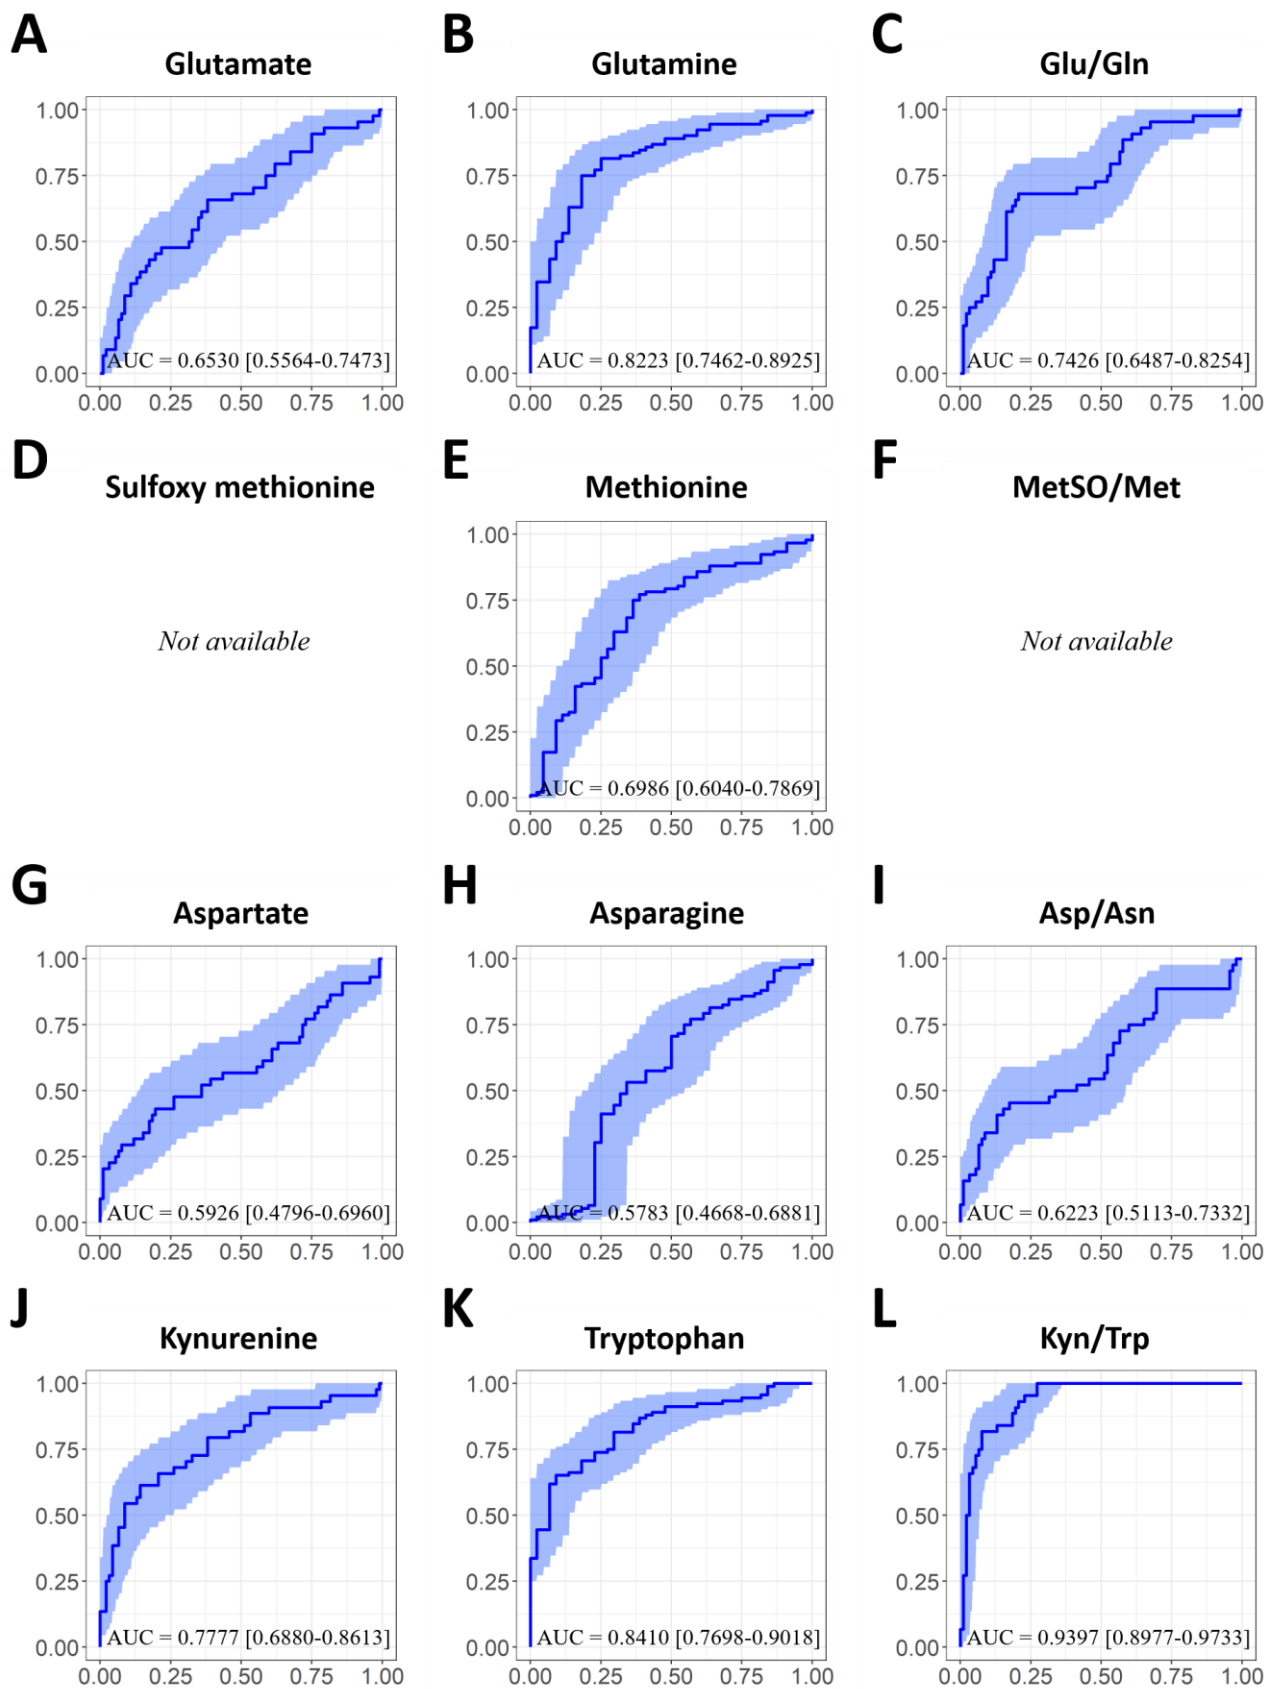 A
Glutamate
1.00
0.75
0.50
0.25
0.00
AUC = 0.6530 [0.5564-0.7473]
0.00 0.25 0.50 0.75 1.00
B
Glutamine
1.00
0.75
0.50
0.25
0.00
AUC = 0.8223 [0.7462-0.8925]
0.00 0.25 0.50 0.75 1.00
C
Glu/Gln
1.00
0.75
0.50
0.25
0.00
AUC = 0.7426 [0.6487-0.8254]
0.00 0.25 0.50 0.75 1.00
D
Sulfoxy methionine
Not available
E
Methionine
1.00
0.75
0.50
0.25
0.00
AUC = 0.6986 [0.6040-0.7869]
0.00 0.25 0.50 0.75 1.00
F
MetSO/Met
Not available
G
Aspartate
1.00
0.75
0.50
0.25
0.00
AUC = 0.5926 [0.4796-0.6960]
0.00 0.25 0.50 0.75 1.00
H
Asparagine
1.00
0.75
0.50
0.25
0.00
AUC = 0.5783 [0.4668-0.6881]
0.00 0.25 0.50 0.75 1.00
I
Asp/Asn
1.00
0.75
0.50
0.25
0.00
AUC = 0.6223 [0.5113-0.7332]
0.00 0.25 0.50 0.75 1.00
J
Kynurenine
1.00
0.75
0.50
0.25
0.00
AUC = 0.7777 [0.6880-0.8613]
0.00 0.25 0.50 0.75 1.00
K
Tryptophan
1.00
0.75
0.50
0.25
0.00
AUC = 0.8410 [0.7698-0.9018]
0.00 0.25 0.50 0.75 1.00
L
Kyn/Trp
1.00
0.75
0.50
0.25
0.00
AUC = 0.9397 [0.8977-0.9733]
0.00 0.25 0.50 0.75 1.00